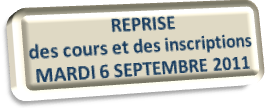 REPRISE
des cours et des inscriptions
MARDI 6 SEPTEMBRE 2011